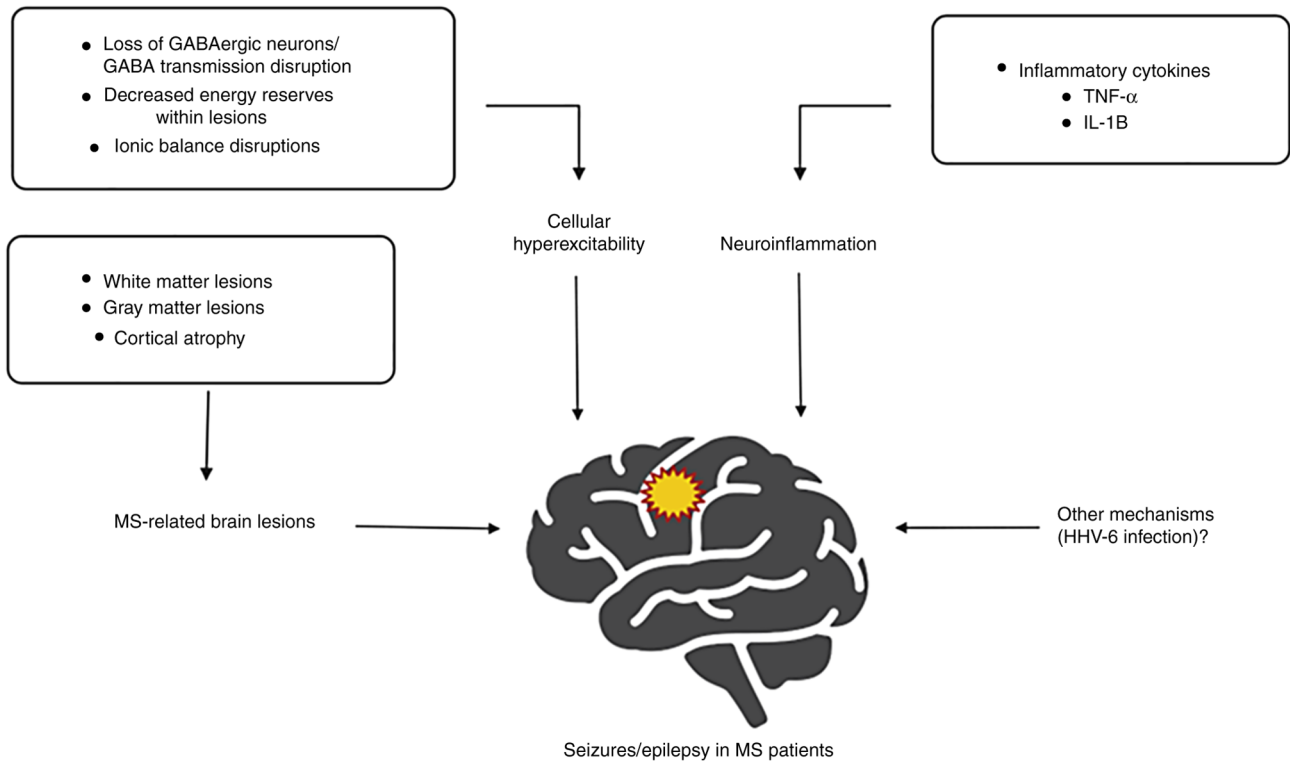 • Loss of GABAergic neurons/
GABA transmission disruption
• Decreased energy reserves
within lesions
• Ionic balance disruptions
• Inflammatory cytokines
• TNF-α
• IL-1B
Cellular
hyperexcitability
Neuroinflammation
• White matter lesions
• Gray matter lesions
• Cortical atrophy
MS-related brain lesions
Other mechanisms
(HHV-6 infection)?
Seizures/epilepsy in MS patients